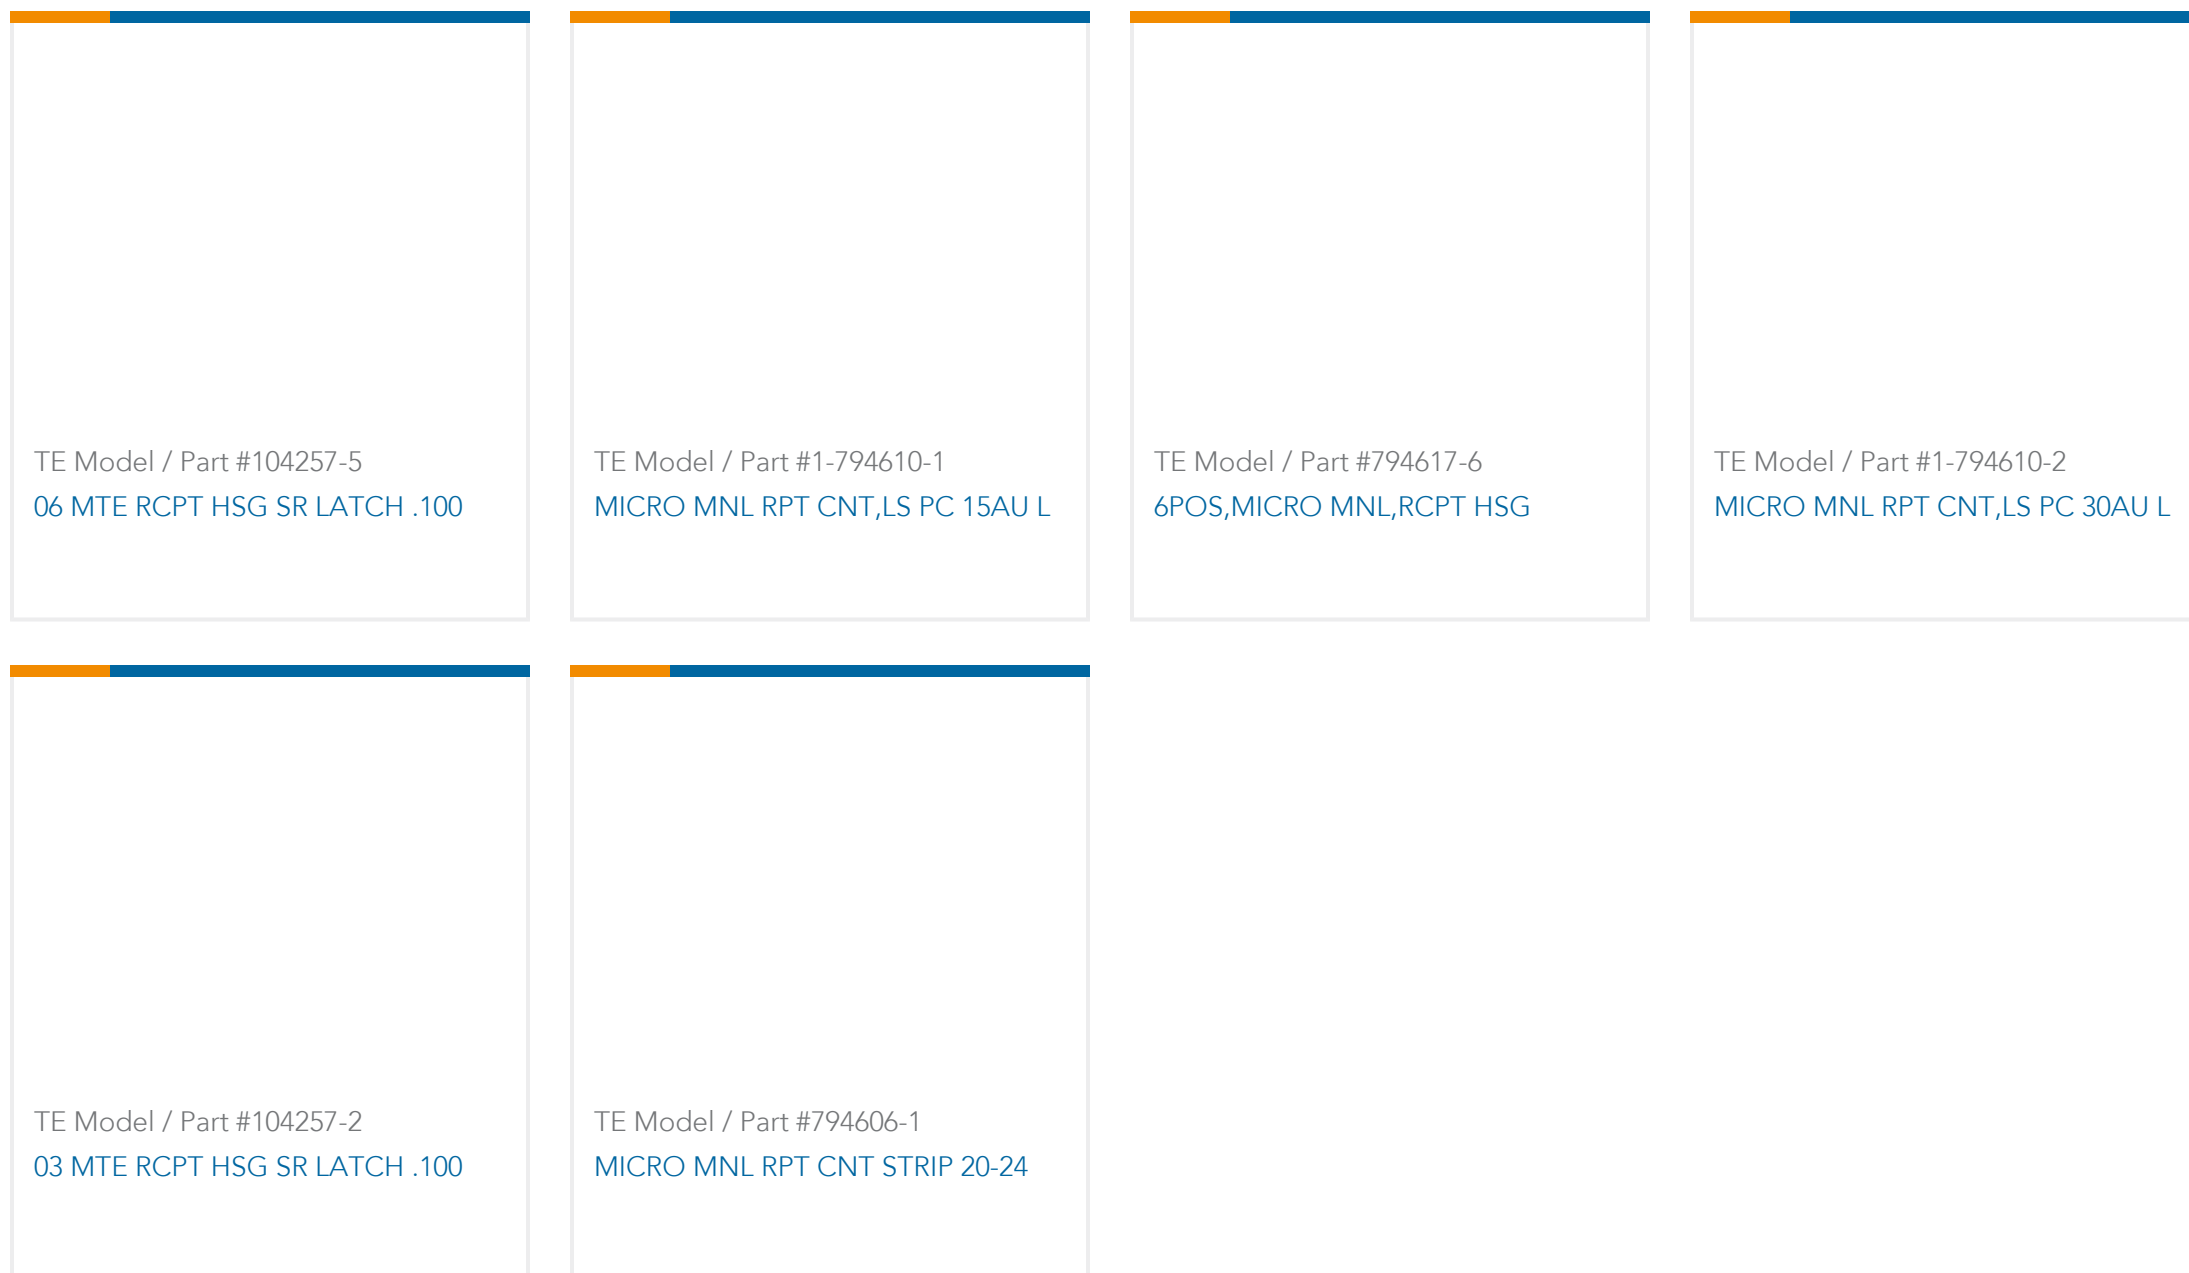 TE Model / Part #104257-5
06 MTE RCPT HSG SR LATCH .100
TE Model / Part #1-794610-1
MICRO MNL RPT CNT,LS PC 15AU L
TE Model / Part #794617-6
6POS,MICRO MNL,RCPT HSG
TE Model / Part #1-794610-2
MICRO MNL RPT CNT,LS PC 30AU L
TE Model / Part #104257-2
03 MTE RCPT HSG SR LATCH .100
TE Model / Part #794606-1
MICRO MNL RPT CNT STRIP 20-24